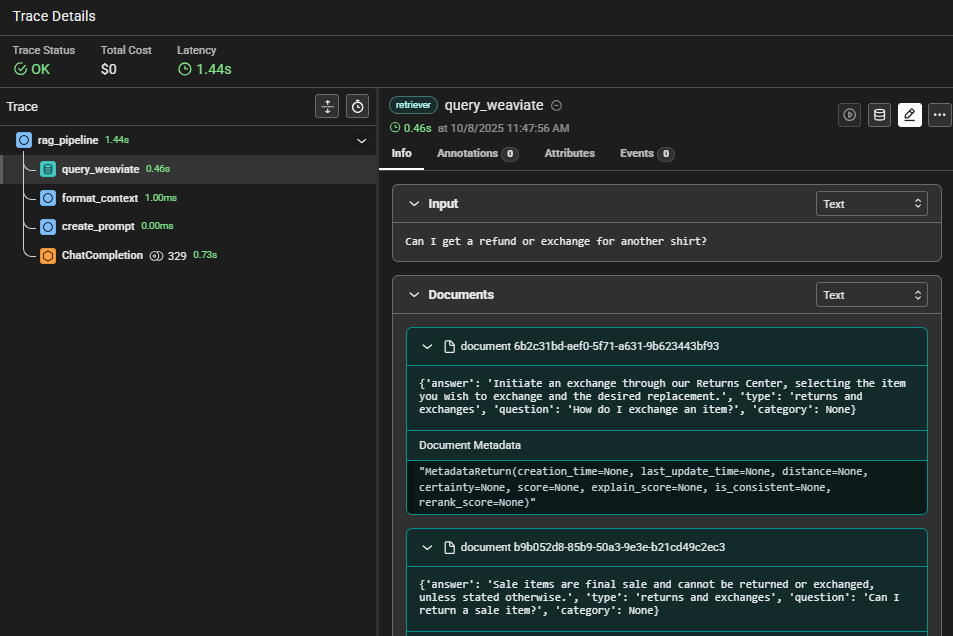 Trace Details
Trace Status
Total Cost
Latency
OK
$0
1.44s
Trace
rag_pipeline 1.44s
query_weaviate 0.46s
format_context 1.00ms
create_prompt 0.00ms
ChatCompletion 329 0.73s
retriever query_weaviate
0.46s at 10/8/2025 11:47:56 AM
Info Annotations 0 Attributes Events 0
Input Text
Can I get a refund or exchange for another shirt?
Documents Text
document 6b2c31bd-aef0-5f71-a631-9b623443bf93
{'answer': 'Initiate an exchange through our Returns Center, selecting the item
you wish to exchange and the desired replacement.', 'type': 'returns and
exchanges', 'question': 'How do I exchange an item?', 'category': None}
Document Metadata
"MetadataReturn(creation_time=None, last_update_time=None, distance=None,
certainty=None, score=None, explain_score=None, is_consistent=None,
rerank_score=None)"
document b9b052d8-85b9-50a3-9e3e-b21cd49c2ec3
{'answer': 'Sale items are final sale and cannot be returned or exchanged,
unless stated otherwise.', 'type': 'returns and exchanges', 'question': 'Can I
return a sale item?', 'category': None}